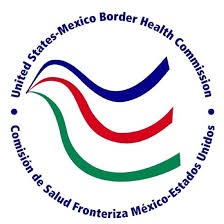 United States-Mexico Border Health Commission
Comisión de Salud Fronteriza México-Estados Unidos